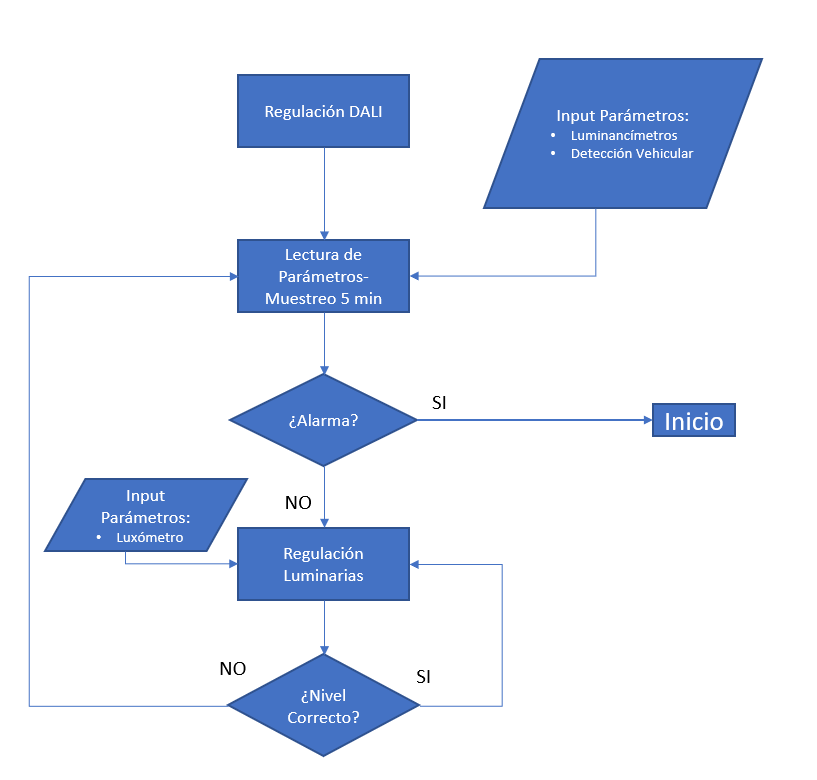 Regulación DALI
Input Parámetros:
• Luminancímetros
• Detección Vehicular
Lectura de
Parámetros-
Muestreo 5 min
¿Alarma?
SI
Inicio
NO
Input
Parámetros:
• Luxómetro
Regulación
Luminarias
NO
SI
¿Nivel
Correcto?